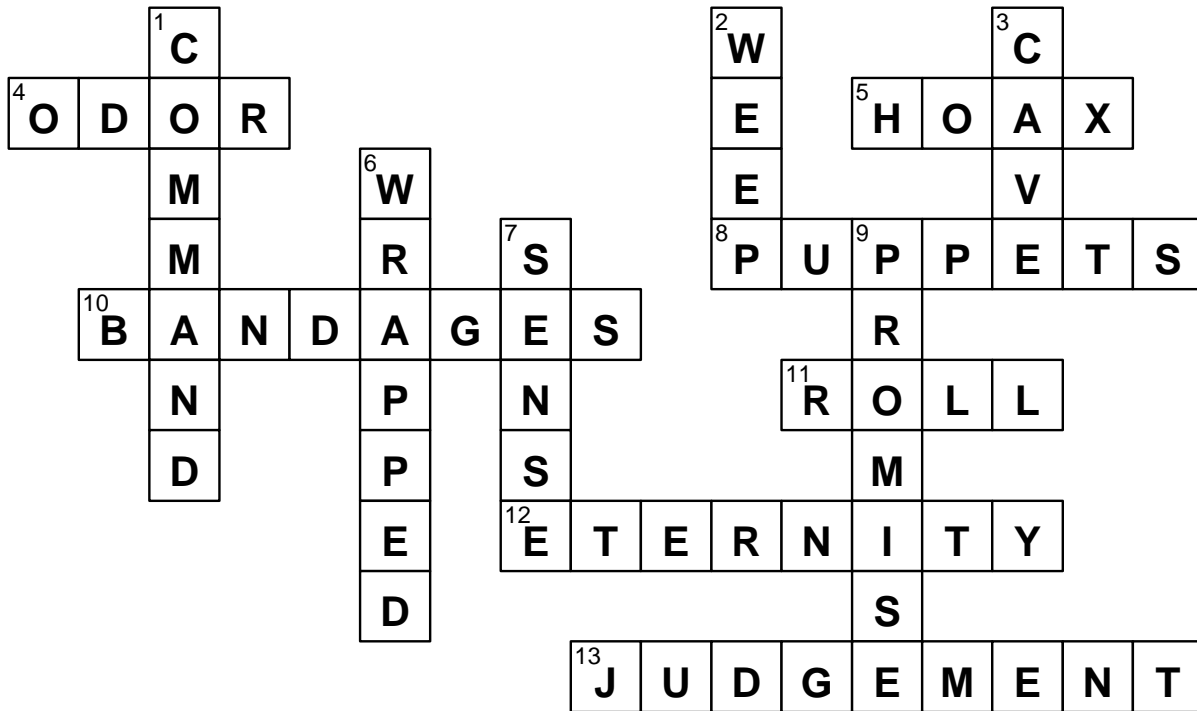 1 C 2 W 3 C
4 O D O R E 5 H O A X
M 6 W E V
M R 7 S 8 P U 9 P P E T S
10 B A N D A G E S R
N P N 11 R O L L
D P S M
E 12 E T E R N I T Y
D S
13 J U D G E M E N T